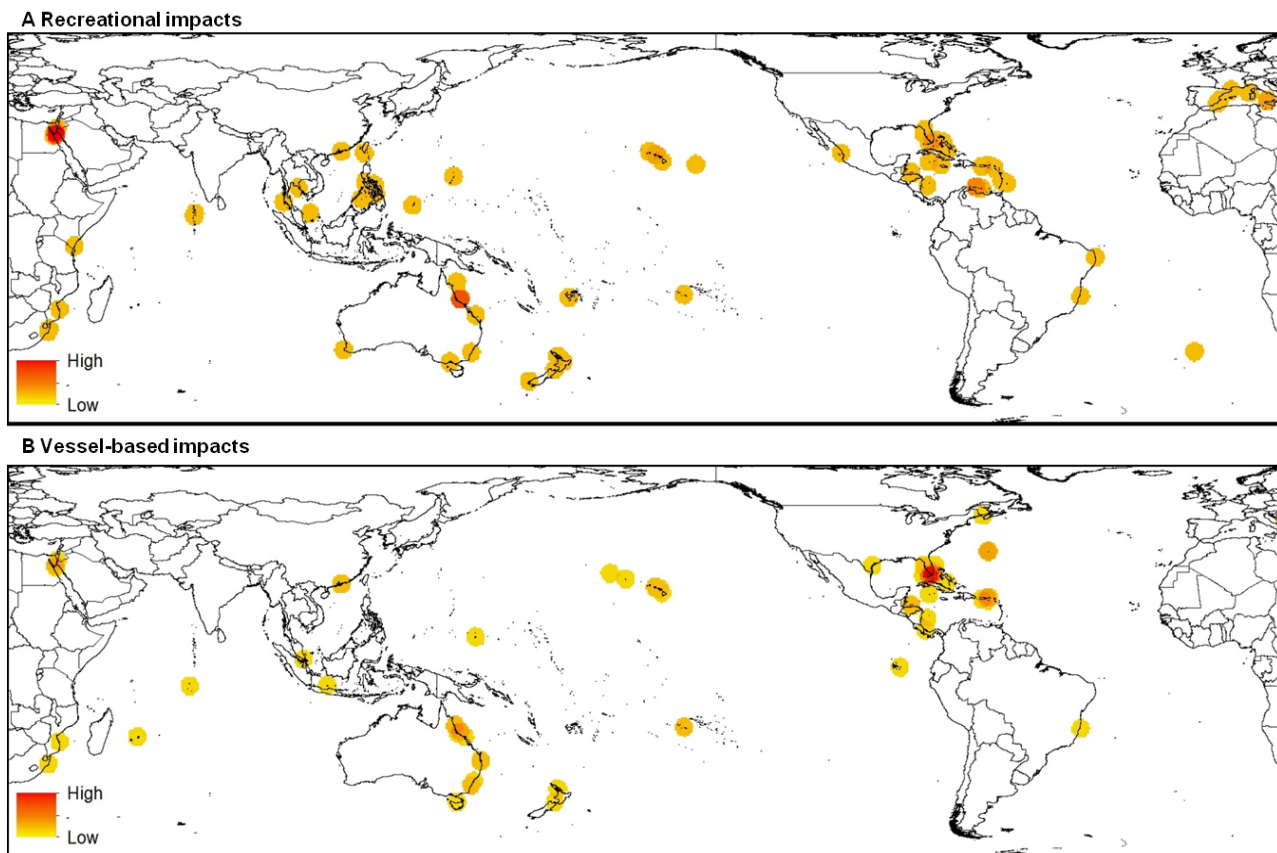 A Recreational impacts
High
Low
B Vessel-based impacts
High
Low